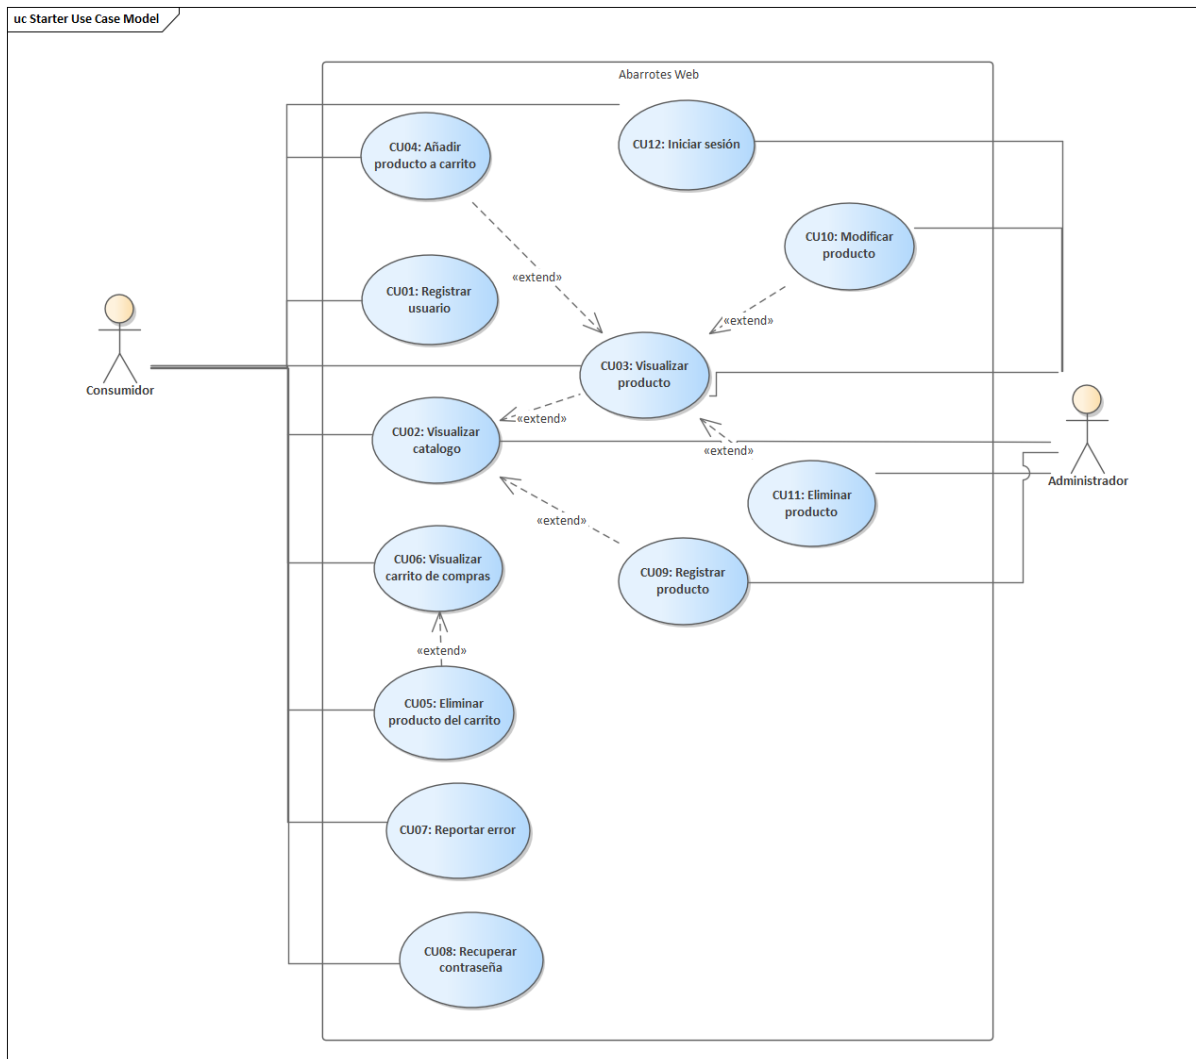 uc Starter Use Case Model
Abarrotes Web
CU04: Añadir
producto a carrito
CU12: Iniciar sesión
CU10: Modificar
producto
«extend»
CU01: Registrar
usuario
«extend»
CU03: Visualizar
producto
Consumidor
«extend»
CU02: Visualizar
catalogo
«extend»
Administrador
CU11: Eliminar
producto
«extend»
CU06: Visualizar
carrito de compras
CU09: Registrar
producto
«extend»
CU05: Eliminar
producto del carrito
CU07: Reportar error
CU08: Recuperar
contraseña